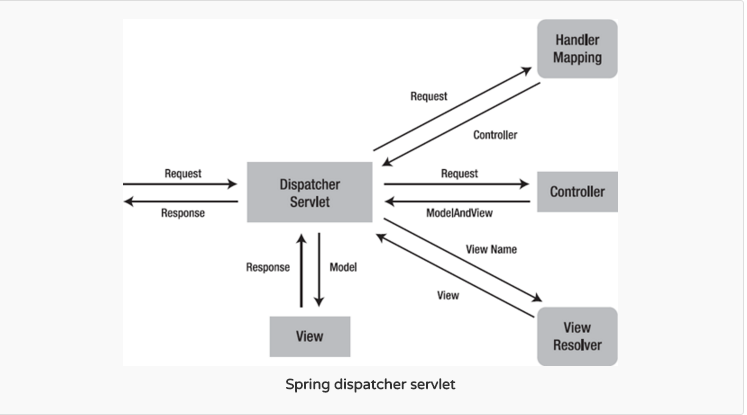 Handler
Mapping
Request
Controller
Request
Response
Dispatcher
Servlet
Request
ModelAndView
Controller
View Name
View
Response
Model
View
View
Resolver
Spring dispatcher servlet